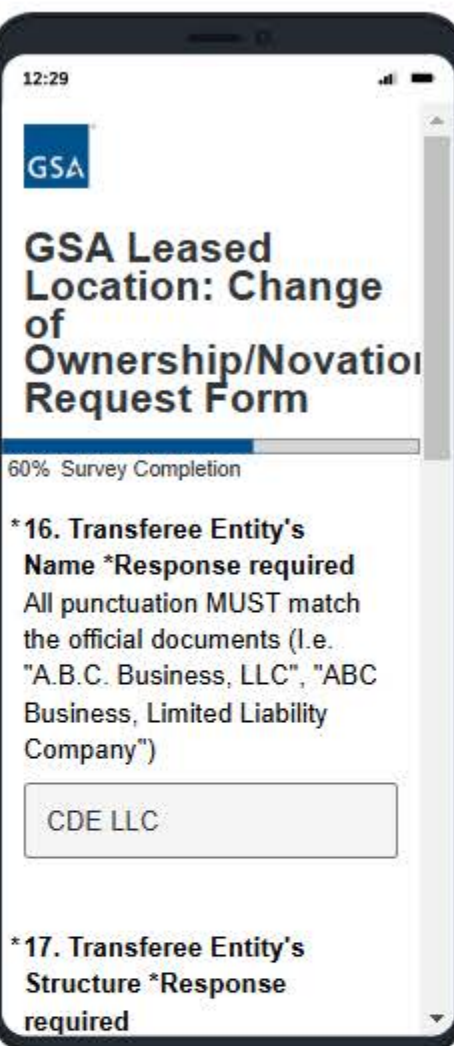 12:29
GSA
GSA Leased
Location: Change
of
Ownership/Novation
Request Form
60% Survey Completion
*16. Transferee Entity's
Name *Response required
All punctuation MUST match
the official documents (I.e.
"A.B.C. Business, LLC", "ABC
Business, Limited Liability
Company")
CDE LLC
*17. Transferee Entity's
Structure *Response
required